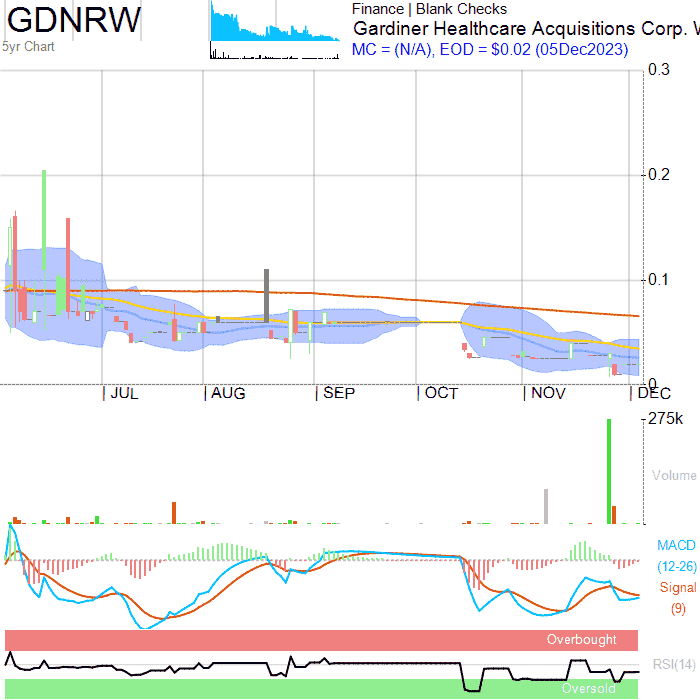 GDNRW
5yr Chart
Finance | Blank Checks
Gardiner Healthcare Acquisitions Corp. W
MC = (N/A), EOD = $0.02 (05Dec2023)
0.3
0.2
0.1
0
JUL AUG SEP OCT NOV DEC
275k
Volume
MACD
(12-26)
Signal
(9)
Overbought
RSI(14)
Oversold